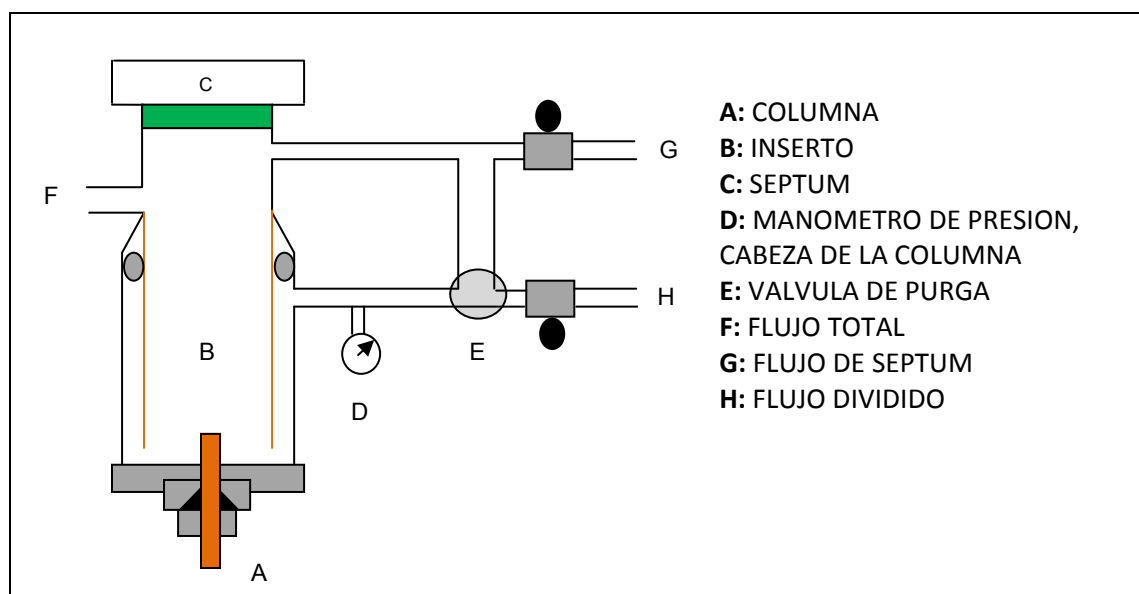 C
F
G
H
B
E
D
A
A: COLUMNA
B: INSERTO
C: SEPTUM
D: MANOMETRO DE PRESION,
CABEZA DE LA COLUMNA
E: VALVULA DE PURGA
F: FLUJO TOTAL
G: FLUJO DE SEPTUM
H: FLUJO DIVIDIDO